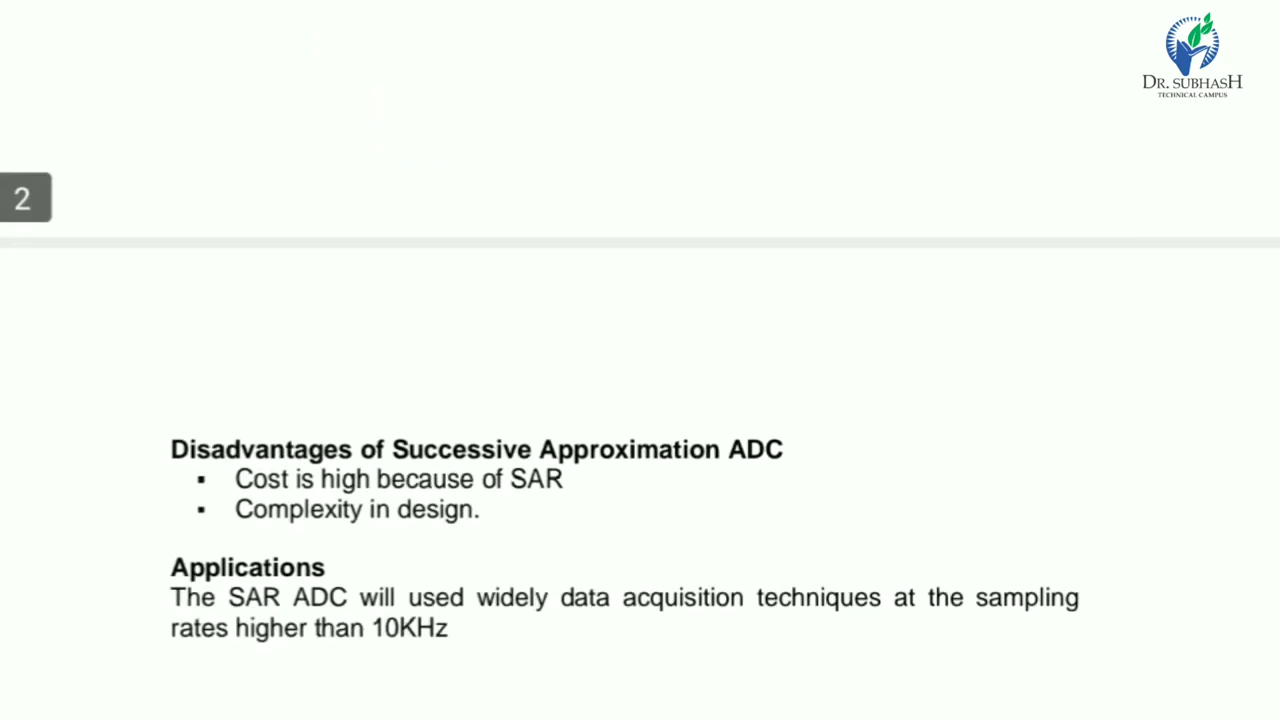 DR. SUBHASH
TECHNICAL CAMPUS
2
Disadvantages of Successive Approximation ADC
▪ Cost is high because of SAR
▪ Complexity in design.
Applications
The SAR ADC will used widely data acquisition techniques at the sampling
rates higher than 10KHz